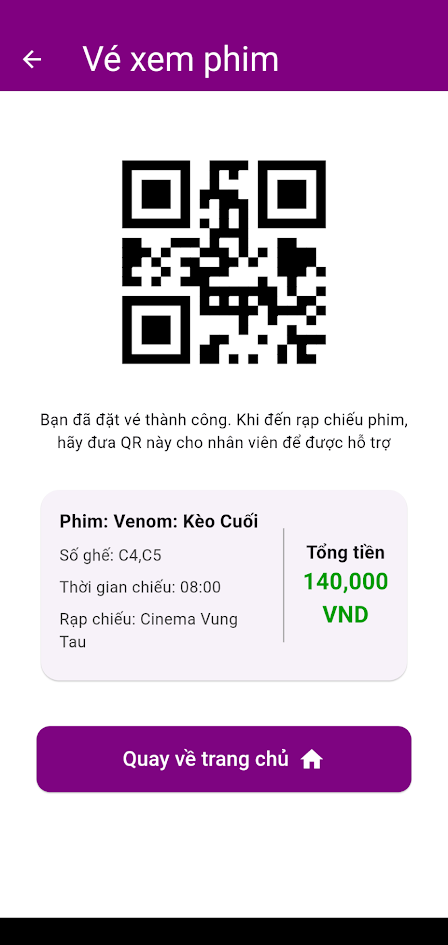 Vé xem phim
Bạn đã đặt vé thành công. Khi đến rạp chiếu phim,
hãy đưa QR này cho nhân viên để được hỗ trợ
Phim: Venom: Kèo Cuối
Số ghế: C4,C5
Thời gian chiếu: 08:00
Rạp chiếu: Cinema Vung
Tau
Tổng tiền
140,000
VND
Quay về trang chủ